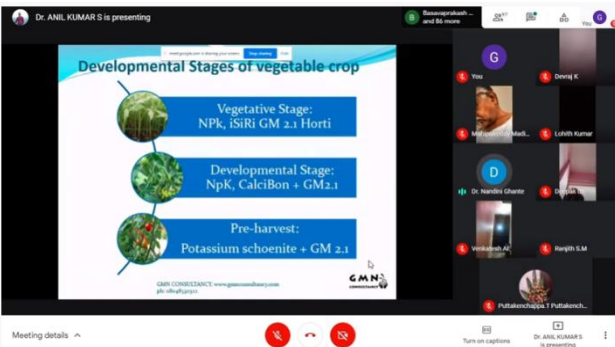 Dr. ANIL KUMAR S is presenting
B
Basavaprakash ...
and 86 more
You
G
Stop sharing
Developmental Stages of vegetable crop
Vegetative Stage:
NPk, iSiRi GM 2.1 Horti
Developmental Stage:
NpK, CalciBon + GM2.1
Pre-harvest:
Potassium schoenite + GM 2.1
GMN CONSULTANCY
GMN
CONSULTANCY
G
You
Devraj K
Lohith Kumar
D
Dr. Nandini Ghante
Venkatesh
Ranjith S.M
Puttakenchappa.T Puttakench...
Meeting details
Turn on captions
Dr. ANIL KUMAR S
is presenting